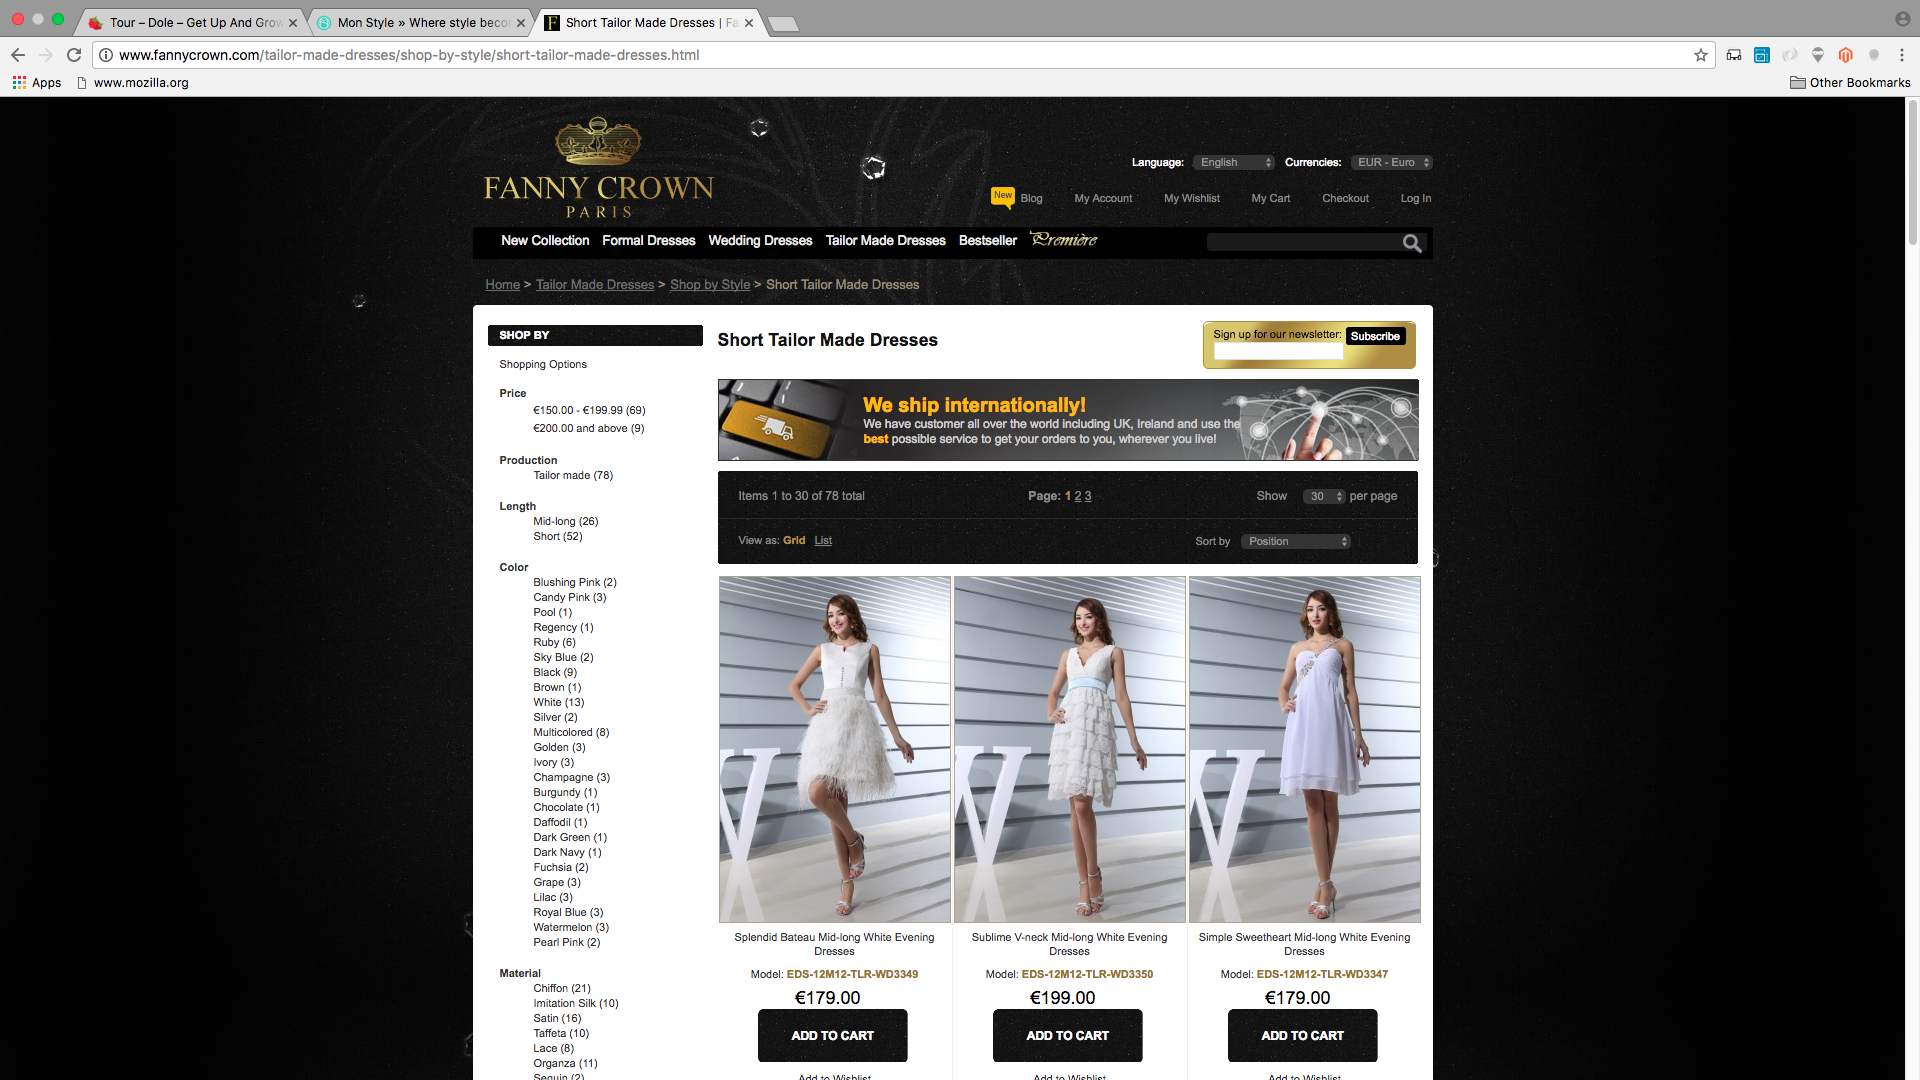 Tour – Dole – Get Up And Grow
Mon Style » Where style becor
Short Tailor Made Dresses | Fa
www.fannycrown.com/tailor-made-dresses/shop-by-style/short-tailor-made-dresses.html
Apps
www.mozilla.org
Other Bookmarks
FANNY CROWN
PARIS
Language: English
Currencies: EUR - Euro
New Blog
My Account
My Wishlist
My Cart
Checkout
Log In
New Collection
Formal Dresses
Wedding Dresses
Tailor Made Dresses
Bestseller
Première
Home > Tailor Made Dresses > Shop by Style > Short Tailor Made Dresses
SHOP BY
Shopping Options
Price
€150.00 - €199.99 (69)
€200.00 and above (9)
Production
Tailor made (78)
Length
Mid-long (26)
Short (52)
Color
Blushing Pink (2)
Candy Pink (3)
Pool (1)
Regency (1)
Ruby (6)
Sky Blue (2)
Black (9)
Brown (1)
White (13)
Silver (2)
Multicolored (8)
Golden (3)
Ivory (3)
Champagne (3)
Burgundy (1)
Chocolate (1)
Daffodil (1)
Dark Green (1)
Dark Navy (1)
Fuchsia (2)
Grape (3)
Lilac (3)
Royal Blue (3)
Watermelon (3)
Pearl Pink (2)
Material
Chiffon (21)
Imitation Silk (10)
Satin (16)
Taffeta (10)
Lace (8)
Organza (11)
Sequin (2)
Short Tailor Made Dresses
Sign up for our newsletter:
Subscribe
We ship internationally!
We have customer all over the world including UK, Ireland and use the
best possible service to get your orders to you, wherever you live!
Items 1 to 30 of 78 total
Page: 1 2 3
Show 30 per page
View as: Grid List
Sort by Position
W
W
W
Splendid Bateau Mid-long White Evening
Dresses
Model: EDS-12M12-TLR-WD3349
€179.00
ADD TO CART
Add to Wishlist
Sublime V-neck Mid-long White Evening
Dresses
Model: EDS-12M12-TLR-WD3350
€199.00
ADD TO CART
Add to Wishlist
Simple Sweetheart Mid-long White Evening
Dresses
Model: EDS-12M12-TLR-WD3347
€179.00
ADD TO CART
Add to Wishlist